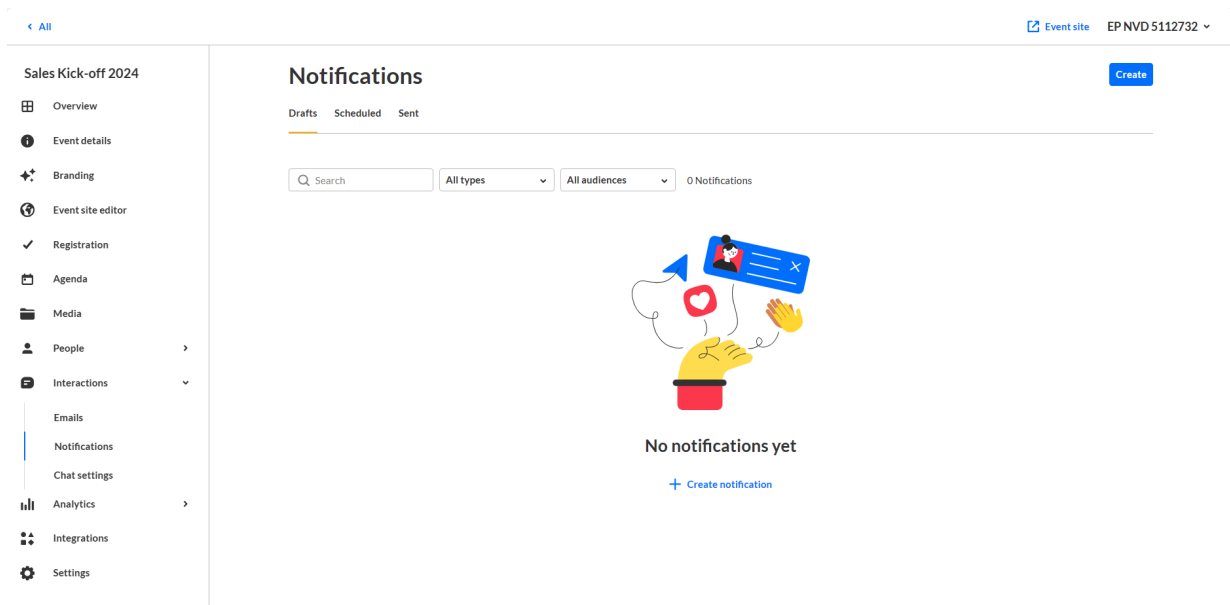 All
Event site
EP NVD 5112732
Sales Kick-off 2024
Overview
Event details
Branding
Event site editor
Registration
Agenda
Media
People
Interactions
Emails
Notifications
Chat settings
Analytics
Integrations
Settings
Notifications
Create
Drafts Scheduled Sent
Search All types All audiences 0 Notifications
No notifications yet
Create notification